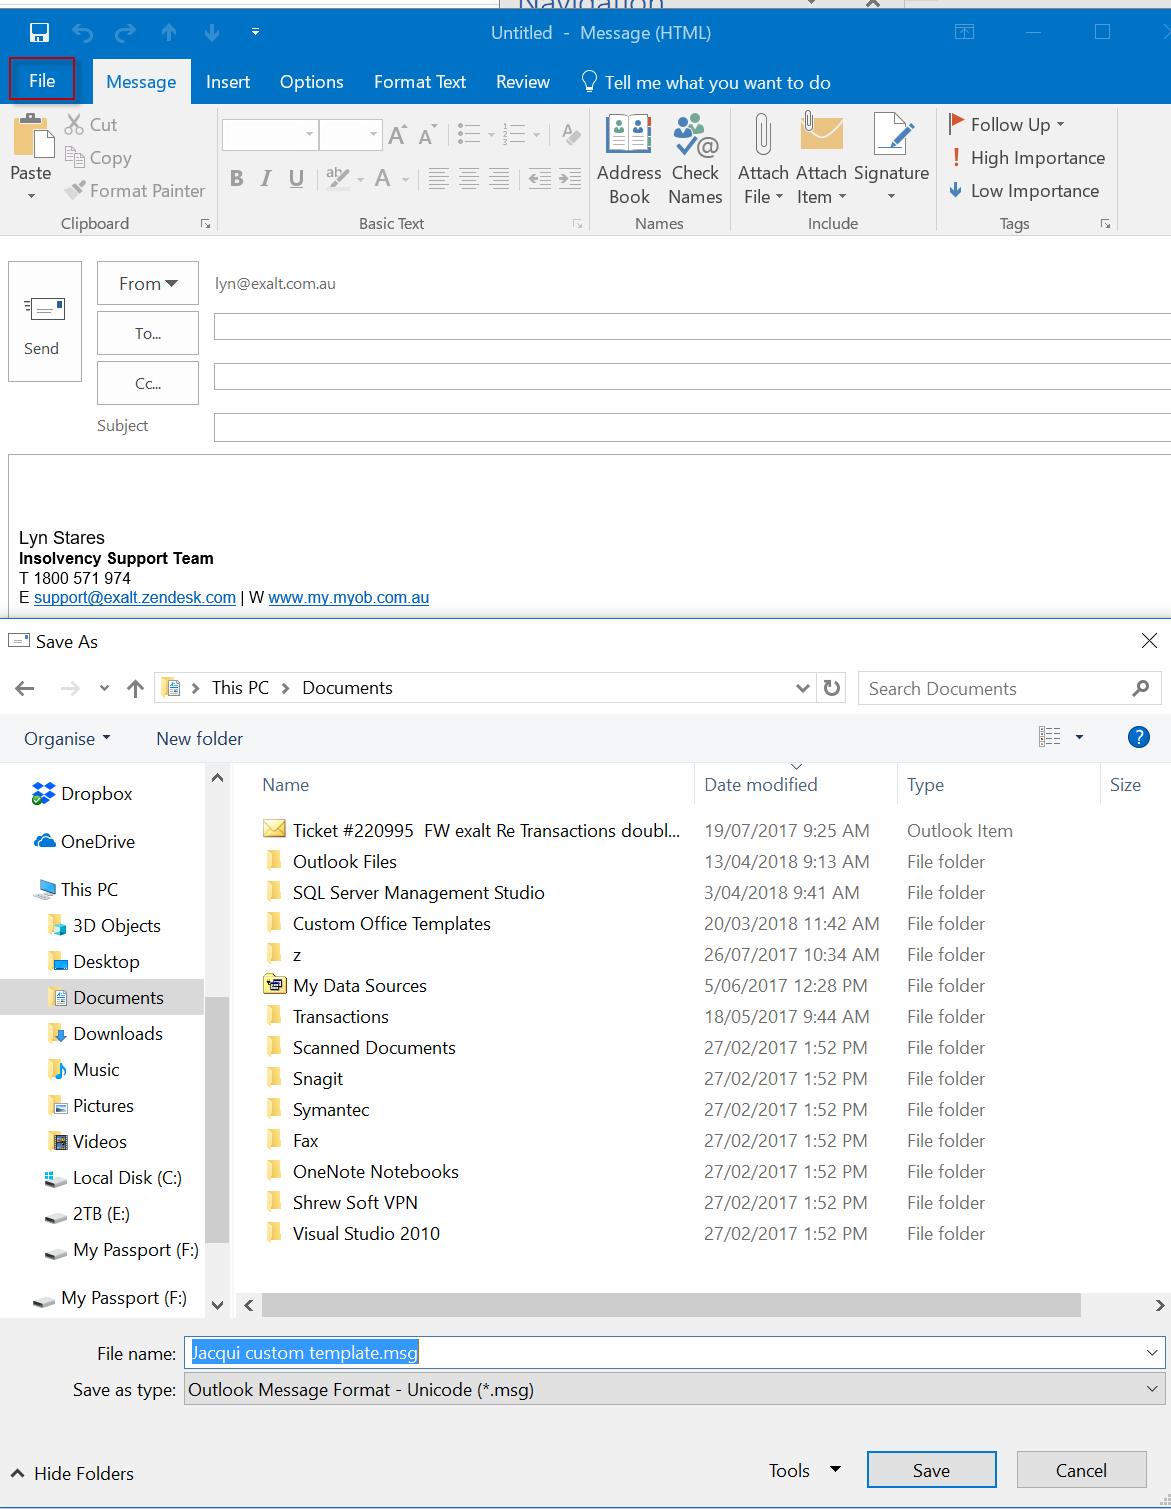 Navigation
Untitled - Message (HTML)
File Message Insert Options Format Text Review Tell me what you want to do
Paste
Cut
Copy
Format Painter
Clipboard
B I U A
Basic Text
Address Book
Check Names
Names
Attach File
Attach Item
Signature
Include
Follow Up
High Importance
Low Importance
Tags
Send
From lyn@exalt.com.au
To...
Cc...
Subject
Lyn Stares
Insolvency Support Team
T 1800 571 974
E support@exalt.zendesk.com | W www.my.myob.com.au
Save As
This PC > Documents
Search Documents
Organise New folder
Dropbox
OneDrive
This PC
3D Objects
Desktop
Documents
Downloads
Music
Pictures
Videos
Local Disk (C:)
2TB (E:)
My Passport (F:)
My Passport (F:)
Name Date modified Type Size
Ticket #220995 FW exalt Re Transactions doubl... 19/07/2017 9:25 AM Outlook Item
Outlook Files 13/04/2018 9:13 AM File folder
SQL Server Management Studio 3/04/2018 9:41 AM File folder
Custom Office Templates 20/03/2018 11:42 AM File folder
z 26/07/2017 10:34 AM File folder
My Data Sources 5/06/2017 12:28 PM File folder
Transactions 18/05/2017 9:44 AM File folder
Scanned Documents 27/02/2017 1:52 PM File folder
Snagit 27/02/2017 1:52 PM File folder
Symantec 27/02/2017 1:52 PM File folder
Fax 27/02/2017 1:52 PM File folder
OneNote Notebooks 27/02/2017 1:52 PM File folder
Shrew Soft VPN 27/02/2017 1:52 PM File folder
Visual Studio 2010 27/02/2017 1:52 PM File folder
File name: Jacqui custom template.msg
Save as type: Outlook Message Format - Unicode (*.msg)
Hide Folders
Tools Save Cancel